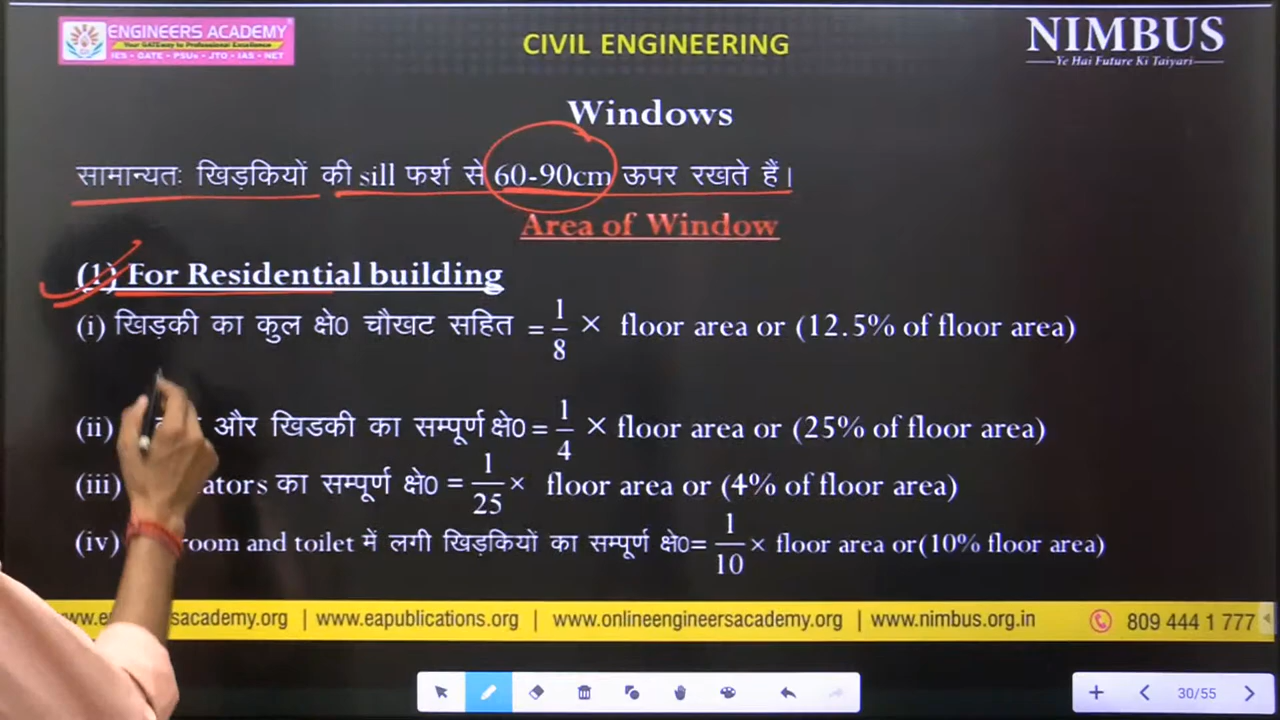 ENGINEERS ACADEMY
Your GATEway to Professional Excellence
IES • GATE • PSUs • JTO • IAS • NET
CIVIL ENGINEERING
NIMBUS
Ye Hai Future Ki Taiyari
Windows
सामान्यतः खिड़कियों की sill फर्श से 60-90cm ऊपर रखते हैं।
Area of Window
(1) For Residential building
(i) खिड़की का कुल क्षे0 चौखट सहित = 1/8 × floor area or (12.5% of floor area)
(ii) और खिडकी का सम्पूर्ण क्षे0 = 1/4 × floor area or (25% of floor area)
(iii) का सम्पूर्ण क्षे0 = 1/25 × floor area or (4% of floor area)
(iv) and toilet में लगी खिड़कियों का सम्पूर्ण क्षे0= 1/10 × floor area or(10% floor area)
| www.eapublications.org | www.onlineengineersacademy.org | www.nimbus.org.in 809 444 1 777
30/55